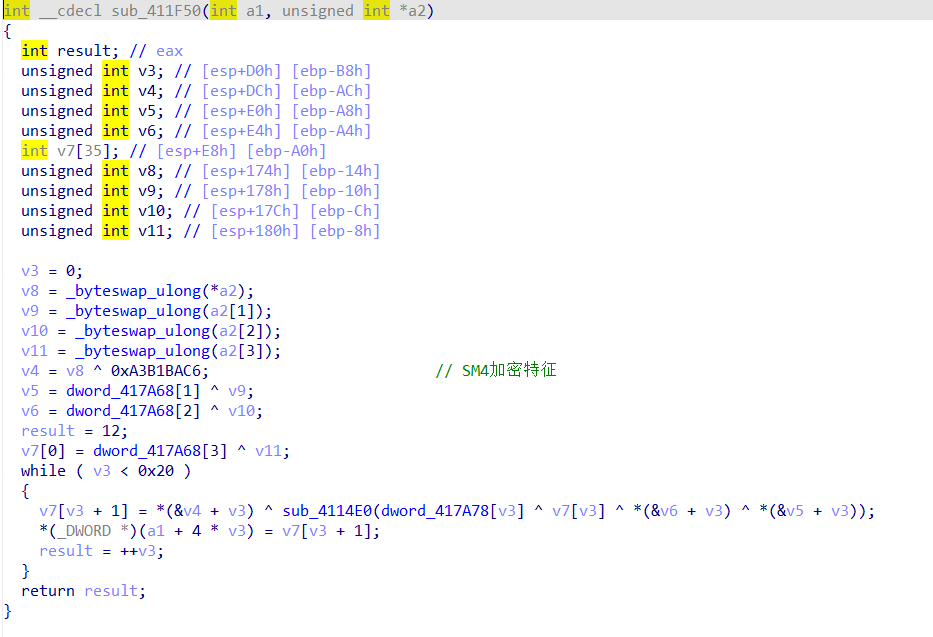 int __cdecl sub_411F50(int a1, unsigned int *a2)
{
  int result; // eax
  unsigned int v3; // [esp+D0h] [ebp-B8h]
  unsigned int v4; // [esp+DCh] [ebp-ACh]
  unsigned int v5; // [esp+E0h] [ebp-A8h]
  unsigned int v6; // [esp+E4h] [ebp-A4h]
  int v7[35]; // [esp+E8h] [ebp-A0h]
  unsigned int v8; // [esp+174h] [ebp-14h]
  unsigned int v9; // [esp+178h] [ebp-10h]
  unsigned int v10; // [esp+17Ch] [ebp-Ch]
  unsigned int v11; // [esp+180h] [ebp-8h]

  v3 = 0;
  v8 = _byteswap_ulong(*a2);
  v9 = _byteswap_ulong(a2[1]);
  v10 = _byteswap_ulong(a2[2]);
  v11 = _byteswap_ulong(a2[3]);
  v4 = v8 ^ 0xA3B1BAC6; // SM4加密特征
  v5 = dword_417A68[1] ^ v9;
  v6 = dword_417A68[2] ^ v10;
  result = 12;
  v7[0] = dword_417A68[3] ^ v11;
  while ( v3 < 0x20 )
  {
    v7[v3 + 1] = *(&v4 + v3) ^ sub_4114E0(dword_417A78[v3] ^ v7[v3] ^ *(&v6 + v3) ^ *(&v5 + v3));
    *(_DWORD *)(a1 + 4 * v3) = v7[v3 + 1];
    result = ++v3;
  }
  return result;
}